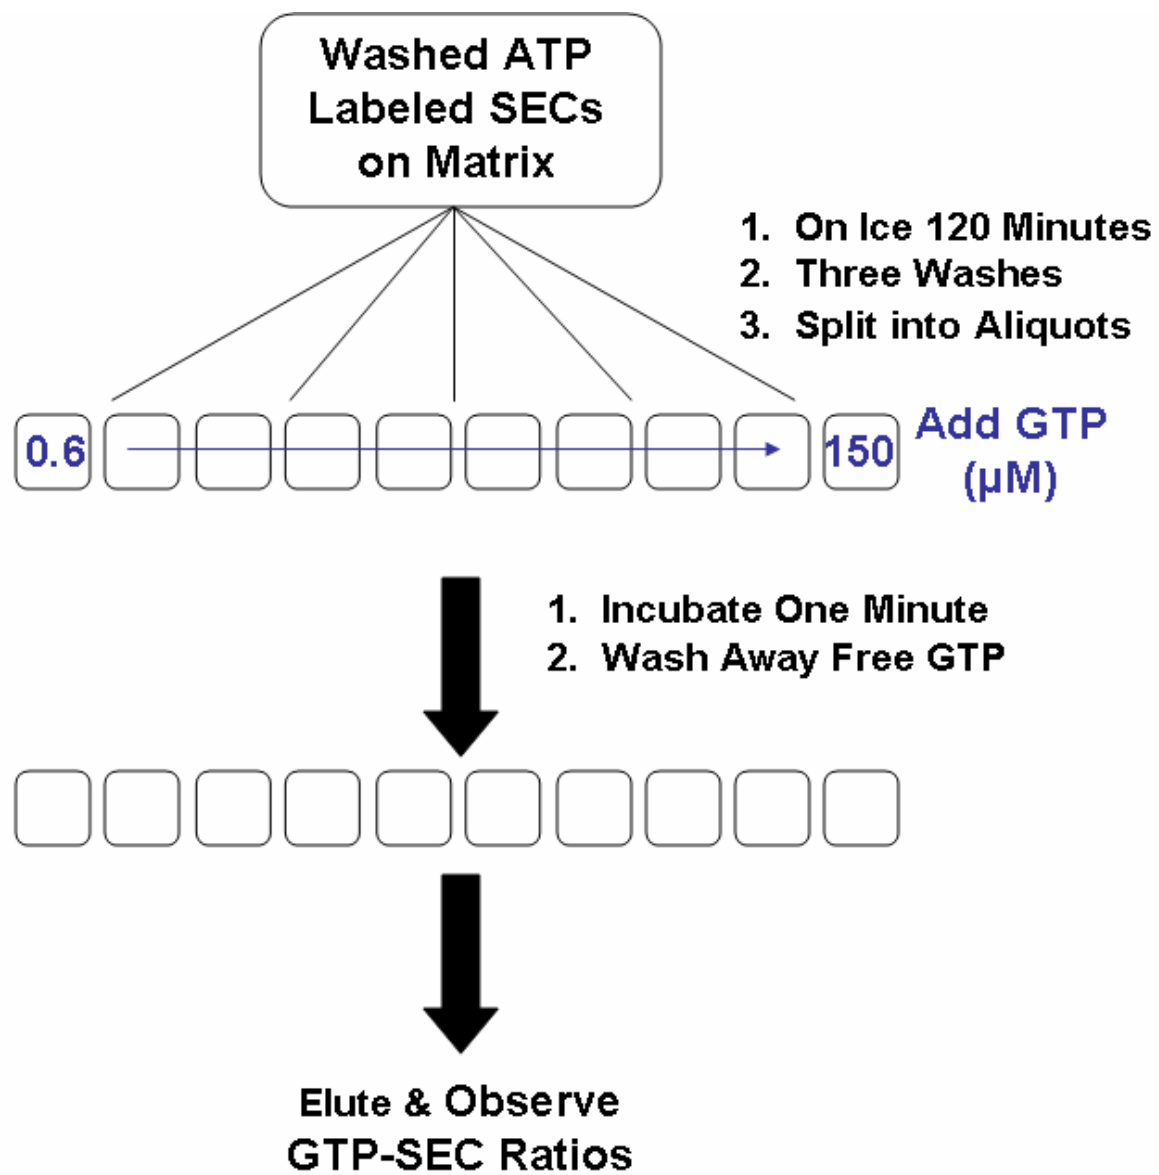 Washed ATP
Labeled SECs
on Matrix
1. On Ice 120 Minutes
2. Three Washes
3. Split into Aliquots
0.6
150
Add GTP
(µM)
1. Incubate One Minute
2. Wash Away Free GTP
Elute & Observe
GTP-SEC Ratios